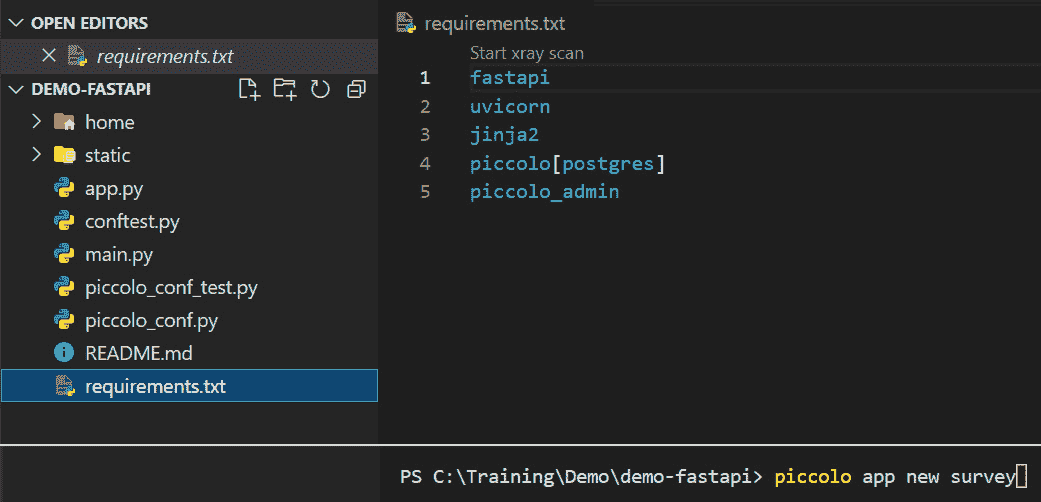 OPEN EDITORS
requirements.txt
DEMO-FASTAPI
home
static
app.py
conftest.py
main.py
piccolo_conf_test.py
piccolo_conf.py
README.md
requirements.txt
requirements.txt
Start xray scan
1 fastapi
2 uvicorn
3 jinja2
4 piccolo[postgres]
5 piccolo_admin
PS C:\Training\Demo\demo-fastapi> piccolo app new survey